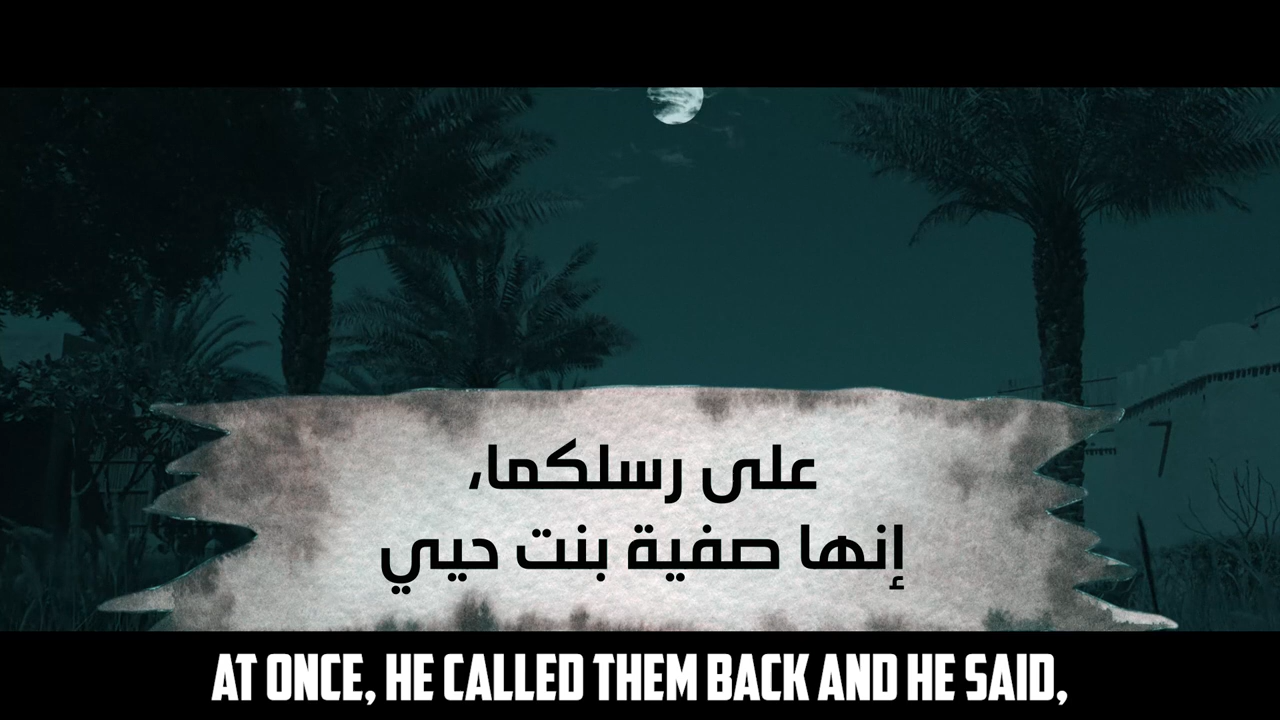 على رسلكما،
إنها صفية بنت حيي
AT ONCE, HE CALLED THEM BACK AND HE SAID,